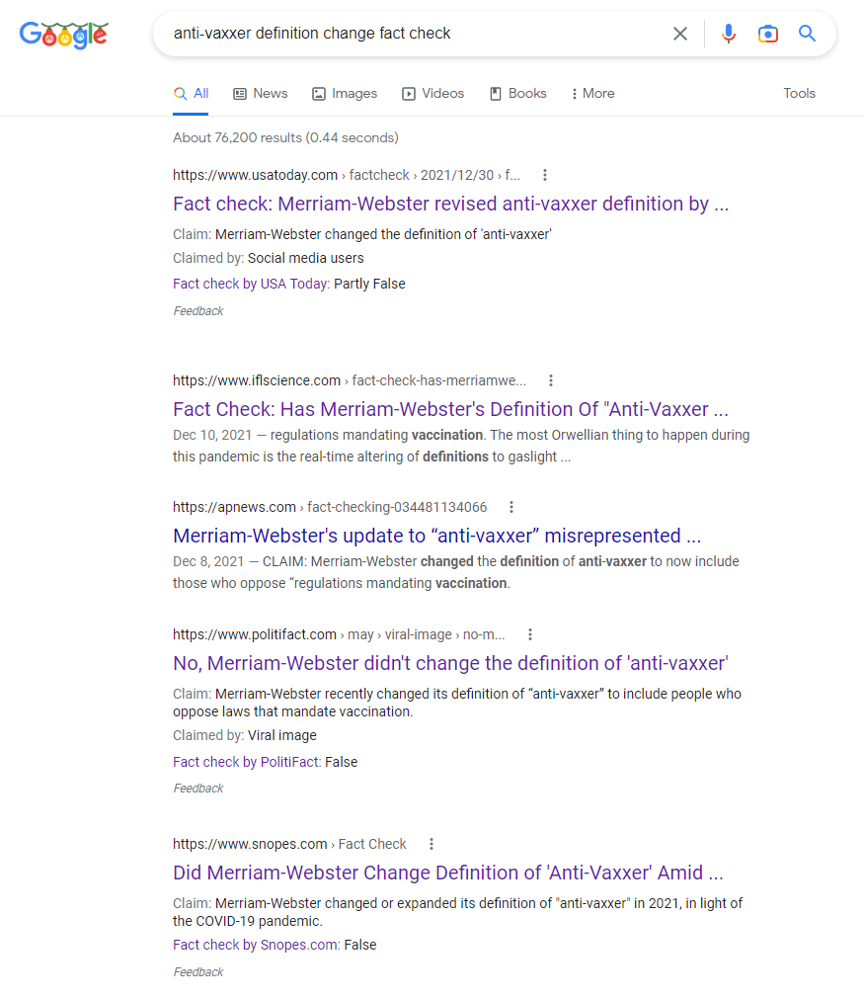 Google
anti-vaxxer definition change fact check
All News Images Videos Books More Tools
About 76,200 results (0.44 seconds)
https://www.usatoday.com › factcheck › 2021/12/30 › f...
Fact check: Merriam-Webster revised anti-vaxxer definition by ...
Claim: Merriam-Webster changed the definition of 'anti-vaxxer'
Claimed by: Social media users
Fact check by USA Today: Partly False
Feedback
https://www.iflscience.com › fact-check-has-merriamwe...
Fact Check: Has Merriam-Webster's Definition Of "Anti-Vaxxer ...
Dec 10, 2021 — regulations mandating vaccination. The most Orwellian thing to happen during
this pandemic is the real-time altering of definitions to gaslight ...
https://apnews.com › fact-checking-034481134066
Merriam-Webster's update to “anti-vaxxer” misrepresented ...
Dec 8, 2021 — CLAIM: Merriam-Webster changed the definition of anti-vaxxer to now include
those who oppose “regulations mandating vaccination.
https://www.politifact.com › may › viral-image › no-m...
No, Merriam-Webster didn't change the definition of 'anti-vaxxer'
Claim: Merriam-Webster recently changed its definition of “anti-vaxxer” to include people who
oppose laws that mandate vaccination.
Claimed by: Viral image
Fact check by PolitiFact: False
Feedback
https://www.snopes.com › Fact Check
Did Merriam-Webster Change Definition of 'Anti-Vaxxer' Amid ...
Claim: Merriam-Webster changed or expanded its definition of "anti-vaxxer" in 2021, in light of
the COVID-19 pandemic.
Fact check by Snopes.com: False
Feedback